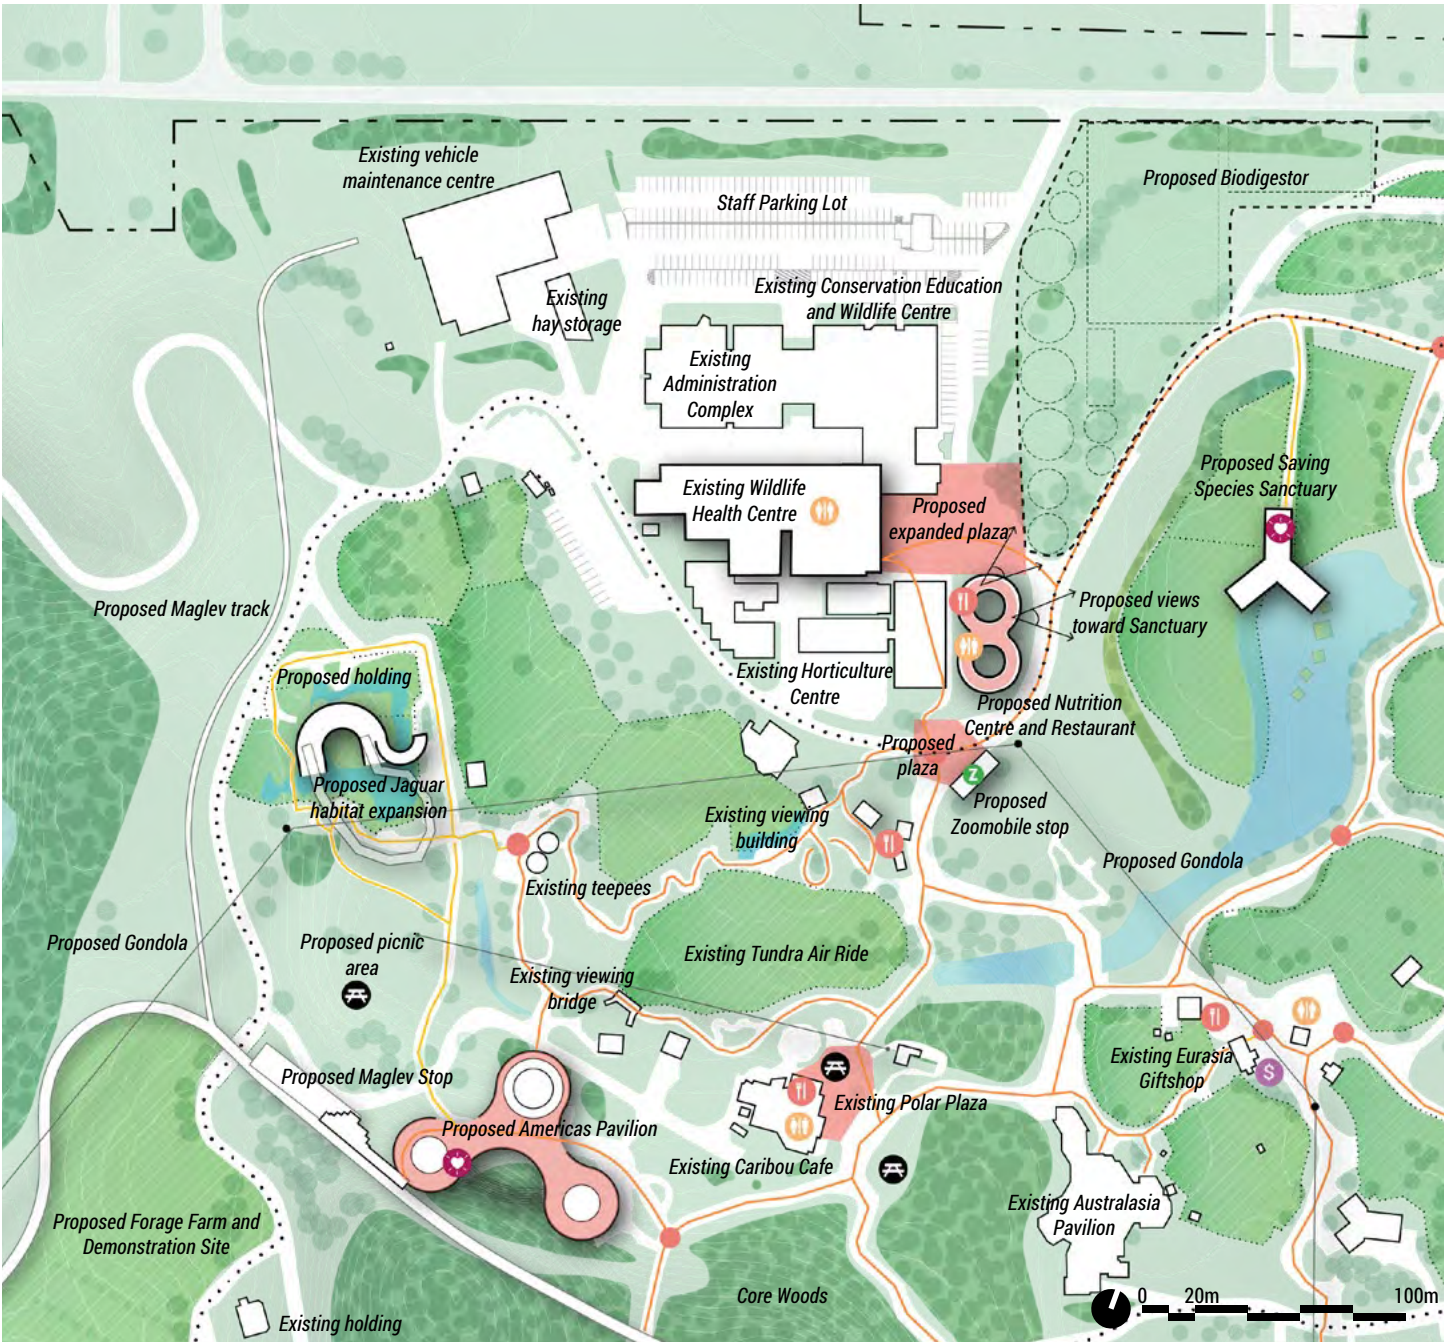 Existing vehicle
maintenance centre
Proposed Biodigestor
Staff Parking Lot
Existing
hay storage
Existing Conservation Education
and Wildlife Centre
Existing
Administration
Complex
Proposed Saving
Species Sanctuary
Existing Wildlife
Health Centre
Proposed
expanded plaza
Proposed Maglev track
Proposed views
toward Sanctuary
Proposed holding
Existing Horticulture
Centre
Proposed Nutrition
Centre and Restaurant
Proposed
plaza
Z
Proposed Jaguar
habitat expansion
Proposed
Zoomobile stop
Existing viewing
building
Proposed Gondola
Existing teepees
Proposed Gondola
Proposed picnic
area
Existing Tundra Air Ride
Existing viewing
bridge
Existing Eurasia
Giftshop
S
Proposed Maglev Stop
Existing Polar Plaza
Proposed Americas Pavilion
Existing Caribou Cafe
Existing Australasia
Pavilion
Proposed Forage Farm and
Demonstration Site
Core Woods
0 20m 100m
Existing holding